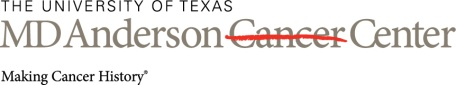 THE UNIVERSITY OF TEXAS
MD Anderson Cancer Center
Making Cancer History®